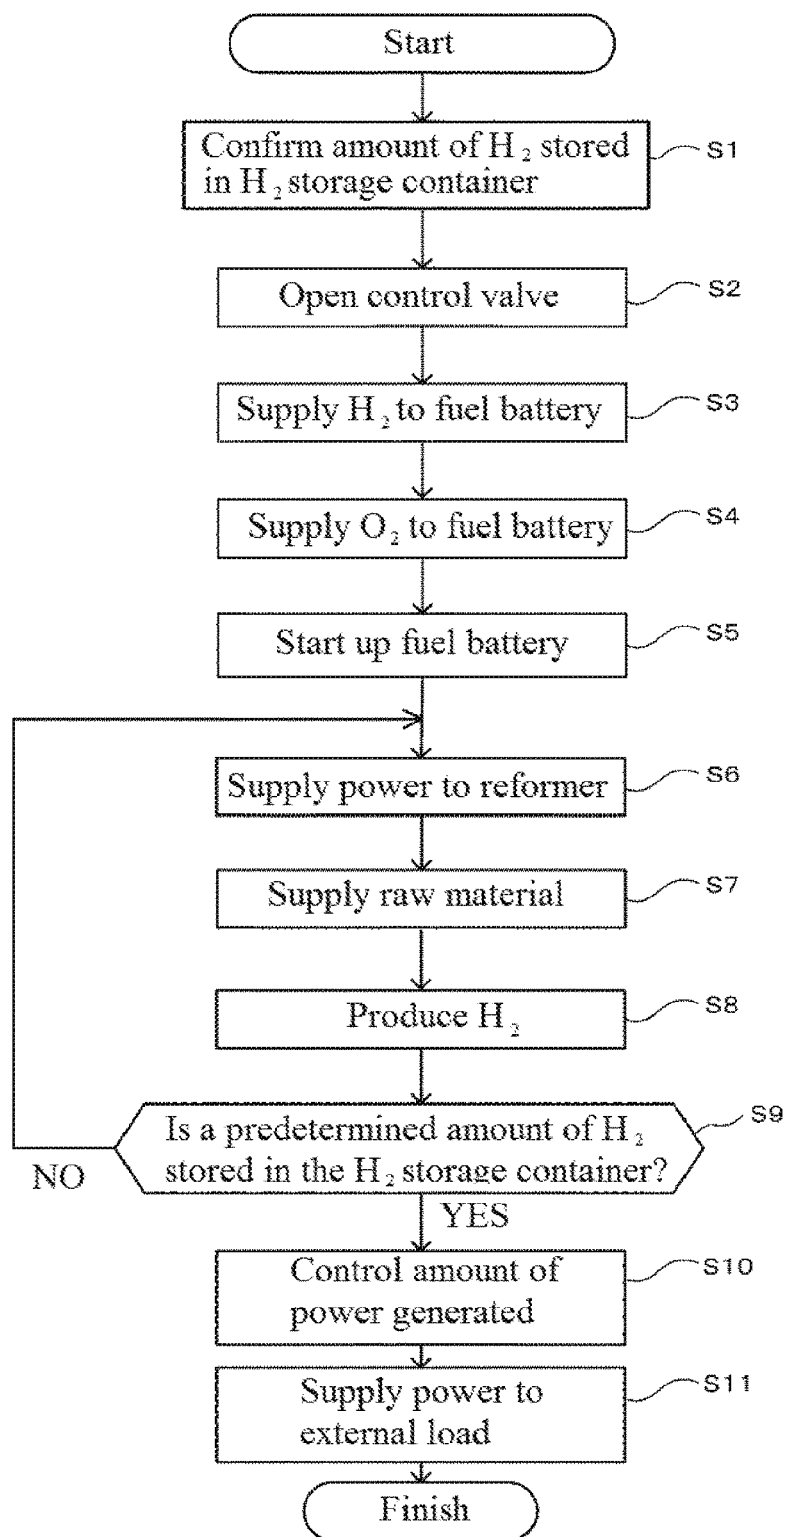 Start
Confirm amount of H₂ stored
in H₂ storage container
S1
Open control valve
S2
Supply H₂ to fuel battery
S3
Supply O₂ to fuel battery
S4
Start up fuel battery
S5
Supply power to reformer
S6
Supply raw material
S7
Produce H₂
S8
Is a predetermined amount of H₂
stored in the H₂ storage container?
S9
NO
YES
Control amount of
power generated
S10
Supply power to
external load
S11
Finish